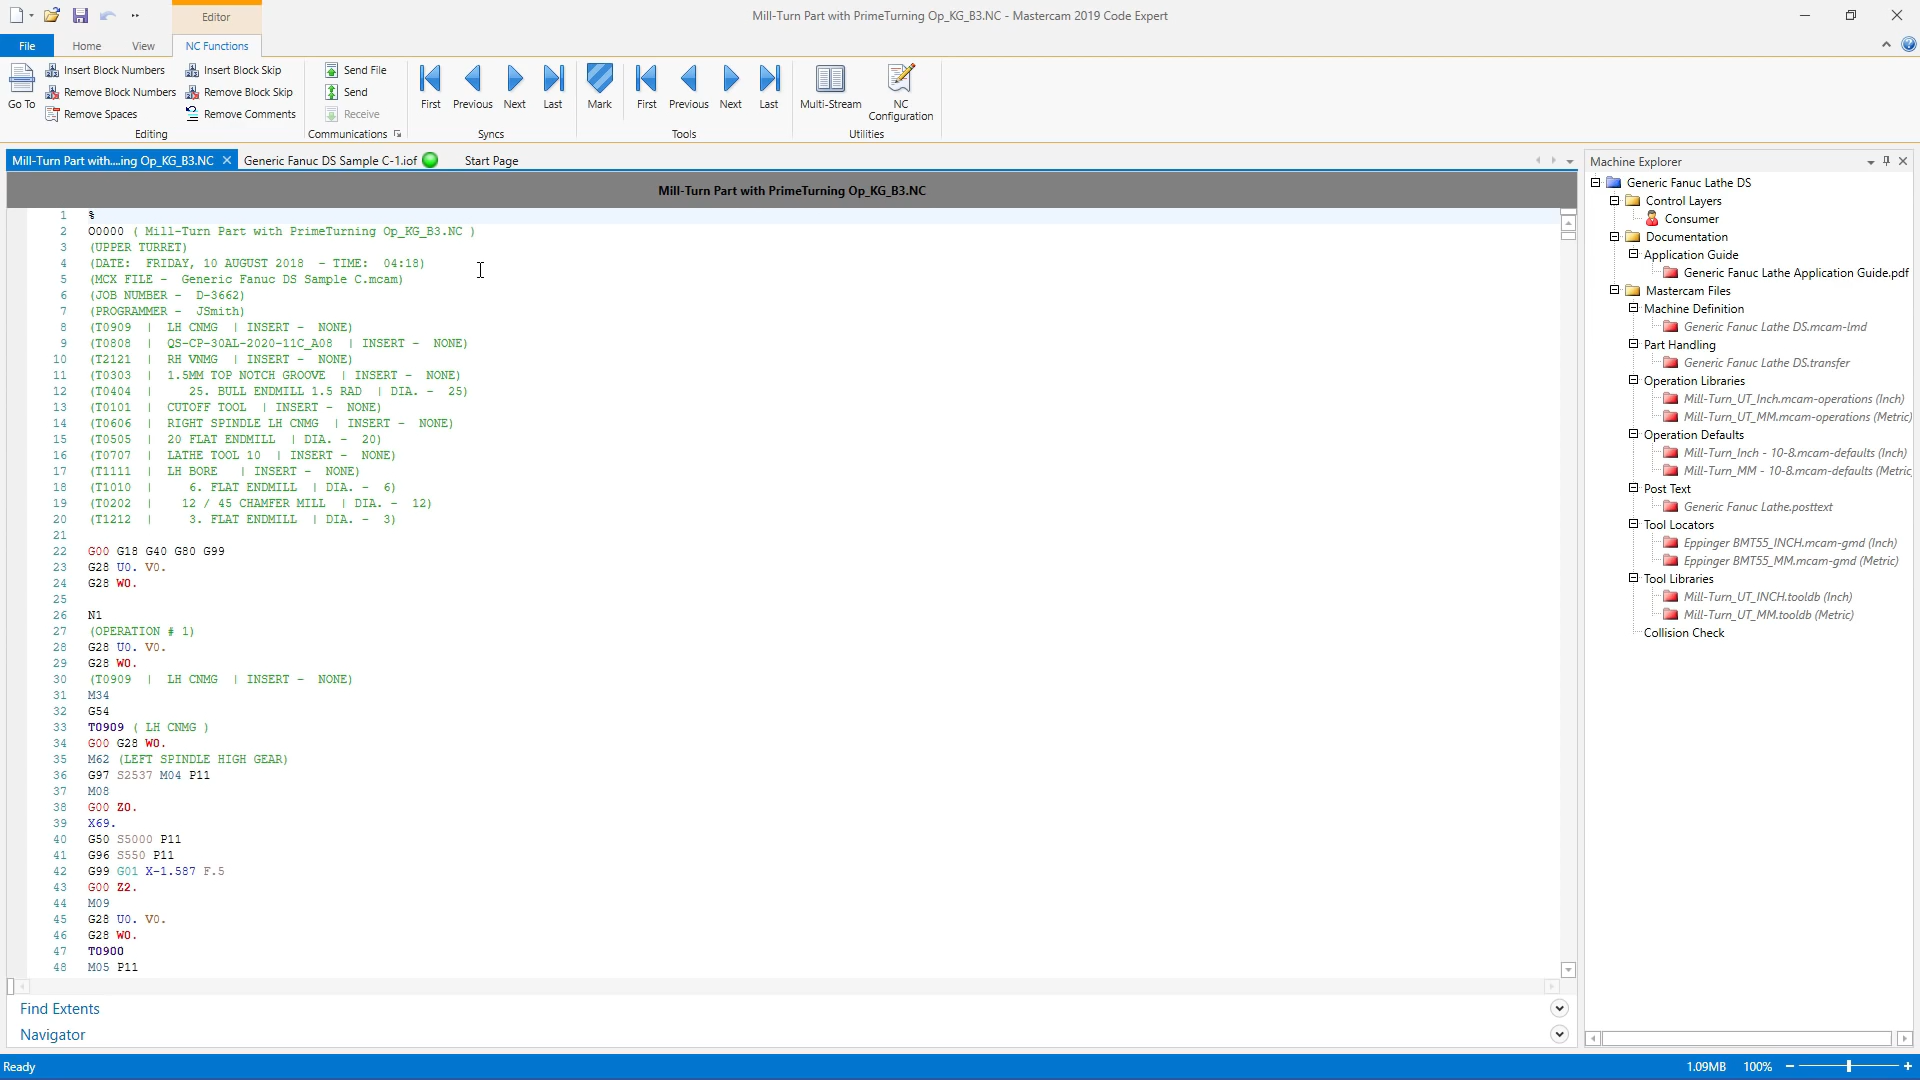 Editor
Mill-Turn Part with PrimeTurning Op_KG_B3.NC - Mastercam 2019 Code Expert
File Home View NC Functions
Go To
Insert Block Numbers
Remove Block Numbers
Remove Spaces
Insert Block Skip
Remove Block Skip
Remove Comments
Editing
Send File
Send
Receive
Communications
First Previous Next Last
Syncs
Mark
First Previous Next Last
Tools
Multi-Stream
NC Configuration
Utilities
Mill-Turn Part with....ing Op_KG_B3.NC Generic Fanuc DS Sample C-1.iof Start Page
Mill-Turn Part with PrimeTurning Op_KG_B3.NC
1 %
2 O0000 ( Mill-Turn Part with PrimeTurning Op_KG_B3.NC )
3 (UPPER TURRET)
4 (DATE: FRIDAY, 10 AUGUST 2018 - TIME: 04:18)
5 (MCX FILE - Generic Fanuc DS Sample C.mcam)
6 (JOB NUMBER - D-3662)
7 (PROGRAMMER - JSmith)
8 (T0909 | LH CNMG | INSERT - NONE)
9 (T0808 | QS-CP-30AL-2020-11C_A08 | INSERT - NONE)
10 (T2121 | RH VNMG | INSERT - NONE)
11 (T0303 | 1.5MM TOP NOTCH GROOVE | INSERT - NONE)
12 (T0404 | 25. BULL ENDMILL 1.5 RAD | DIA. - 25)
13 (T0101 | CUTOFF TOOL | INSERT - NONE)
14 (T0606 | RIGHT SPINDLE LH CNMG | INSERT - NONE)
15 (T0505 | 20 FLAT ENDMILL | DIA. - 20)
16 (T0707 | LATHE TOOL 10 | INSERT - NONE)
17 (T1111 | LH BORE | INSERT - NONE)
18 (T1010 | 6. FLAT ENDMILL | DIA. - 6)
19 (T0202 | 12 / 45 CHAMFER MILL | DIA. - 12)
20 (T1212 | 3. FLAT ENDMILL | DIA. - 3)
21
22 G00 G18 G40 G80 G99
23 G28 U0. V0.
24 G28 W0.
25
26 N1
27 (OPERATION # 1)
28 G28 U0. V0.
29 G28 W0.
30 (T0909 | LH CNMG | INSERT - NONE)
31 M34
32 G54
33 T0909 ( LH CNMG )
34 G00 G28 W0.
35 M62 (LEFT SPINDLE HIGH GEAR)
36 G97 S2537 M04 P11
37 M08
38 G00 Z0.
39 X69.
40 G50 S5000 P11
41 G96 S550 P11
42 G99 G01 X-1.587 F.5
43 G00 Z2.
44 M09
45 G28 U0. V0.
46 G28 W0.
47 T0900
48 M05 P11
Find Extents
Navigator
Machine Explorer
Generic Fanuc Lathe DS
Control Layers
Consumer
Documentation
Application Guide
Generic Fanuc Lathe Application Guide.pdf
Mastercam Files
Machine Definition
Generic Fanuc Lathe DS.mcam-lmd
Part Handling
Generic Fanuc Lathe DS.transfer
Operation Libraries
Mill-Turn_UT_Inch.mcam-operations (Inch)
Mill-Turn_UT_MM.mcam-operations (Metric)
Operation Defaults
Mill-Turn_Inch - 10-8.mcam-defaults (Inch)
Mill-Turn_MM - 10-8.mcam-defaults (Metric
Post Text
Generic Fanuc Lathe.posttext
Tool Locators
Eppinger BMT55_INCH.mcam-gmd (Inch)
Eppinger BMT55_MM.mcam-gmd (Metric)
Tool Libraries
Mill-Turn_UT_INCH.tooldb (Inch)
Mill-Turn_UT_MM.tooldb (Metric)
Collision Check
Ready
1.09MB 100%